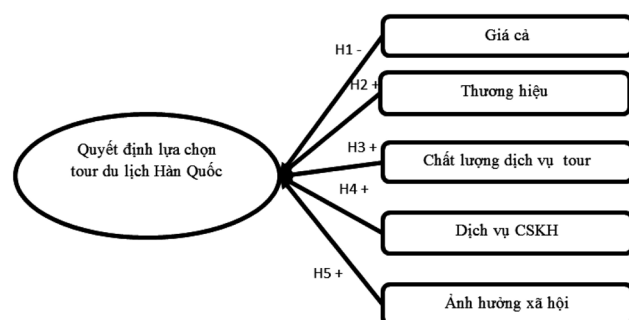 Quyết định lựa chọn
tour du lịch Hàn Quốc
H1 -
Giá cả
H2 +
Thương hiệu
H3 +
Chất lượng dịch vụ tour
H4 +
Dịch vụ CSKH
H5 +
Ảnh hưởng xã hội